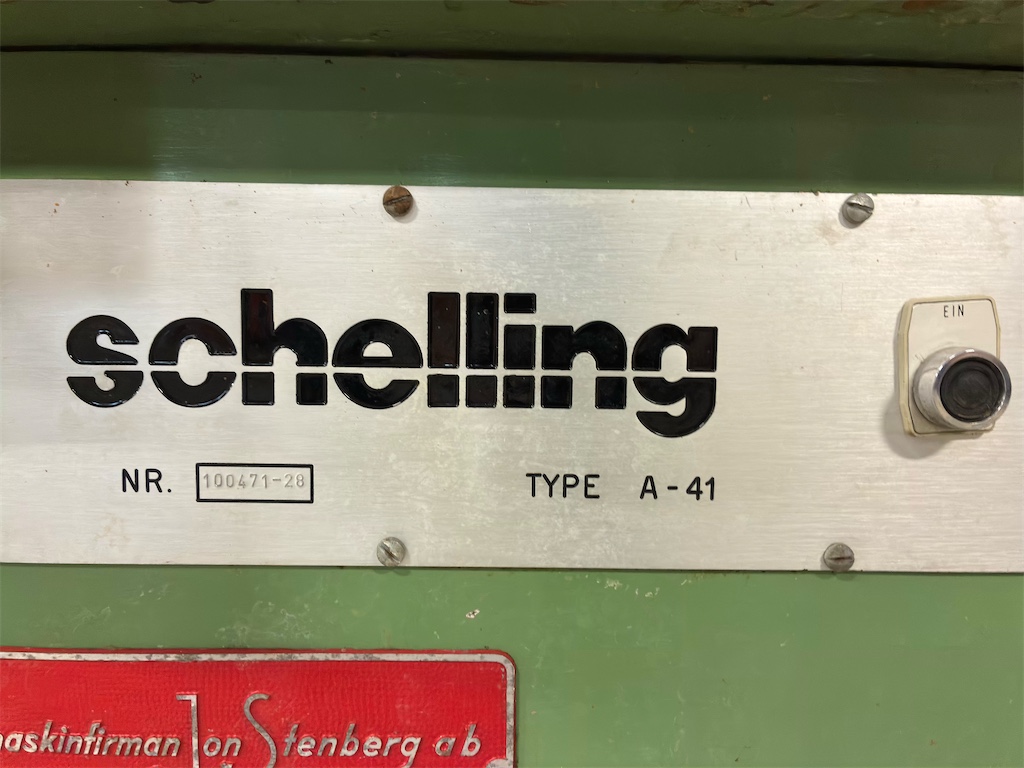 schelling
EIN
NR. 100471-28 TYPE A-41
maskinfirman Jon Stenberg ab